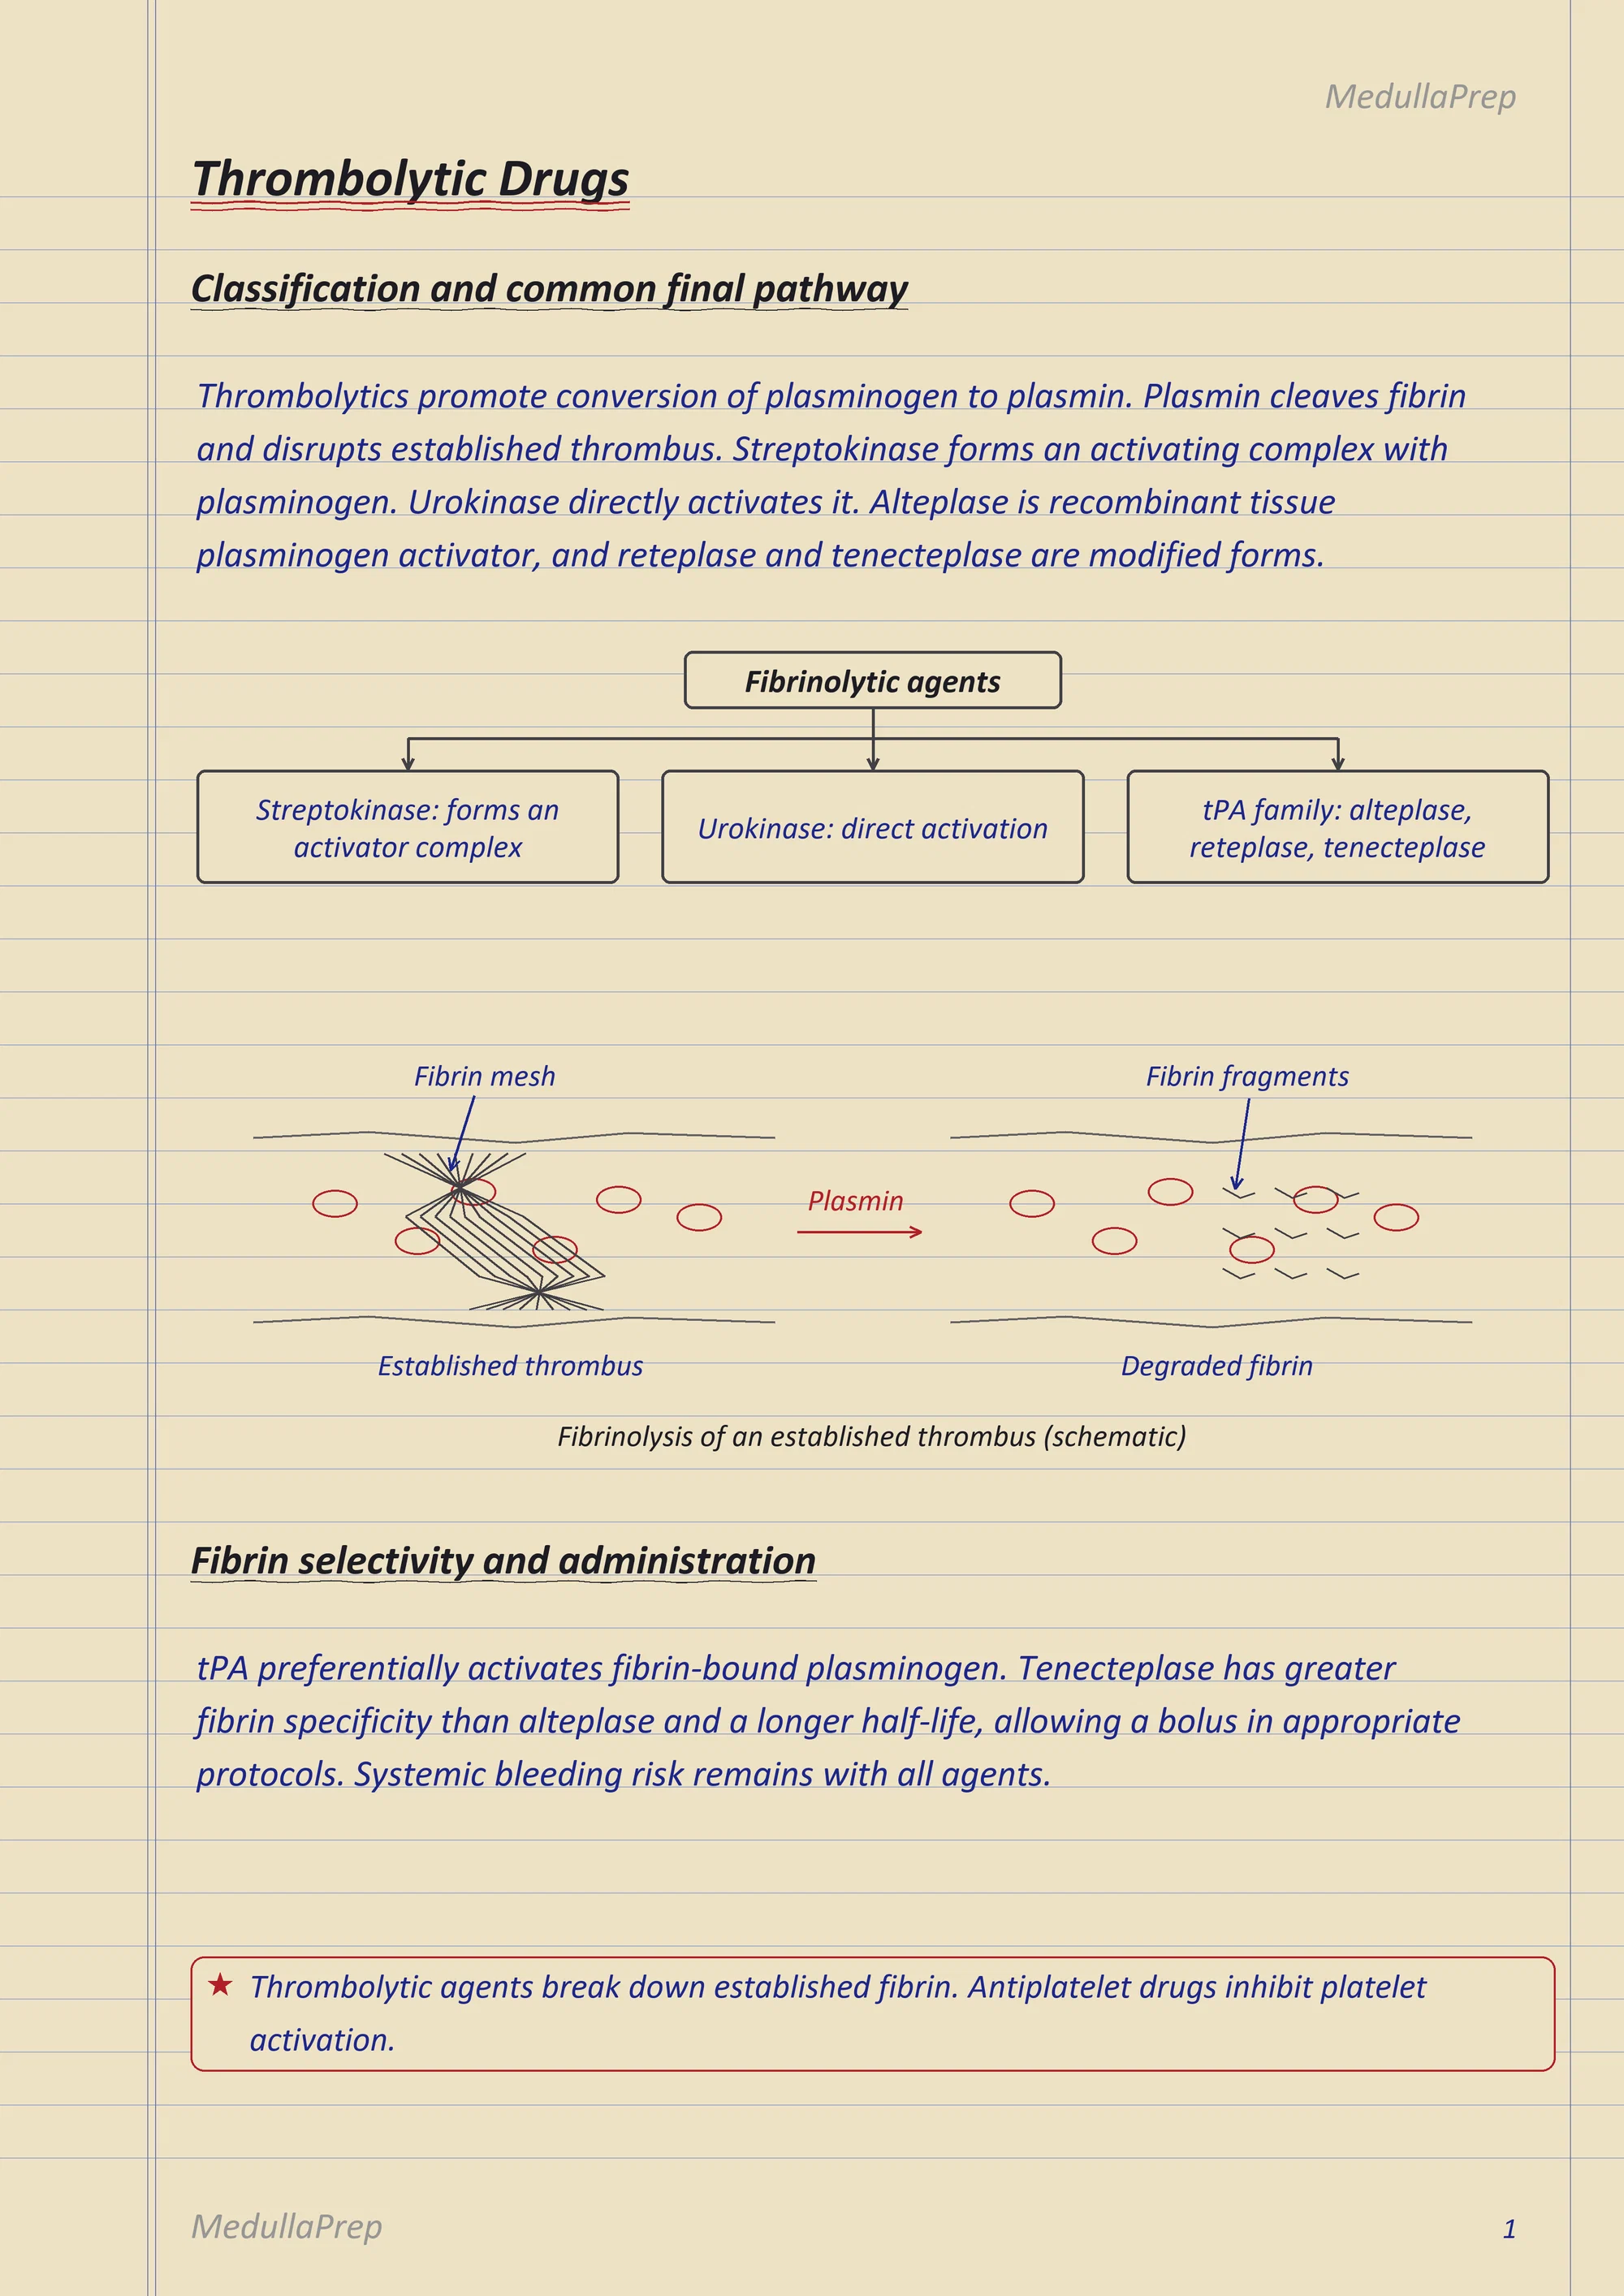 MedullaPrep
Thrombolytic Drugs
Classification and common final pathway
Thrombolytics promote conversion of plasminogen to plasmin. Plasmin cleaves fibrin
and disrupts established thrombus. Streptokinase forms an activating complex with
plasminogen. Urokinase directly activates it. Alteplase is recombinant tissue
plasminogen activator, and reteplase and tenecteplase are modified forms.
Fibrinolytic agents
Streptokinase: forms an
activator complex
Urokinase: direct activation
tPA family: alteplase,
reteplase, tenecteplase
Fibrin mesh
Fibrin fragments
Plasmin
Established thrombus
Degraded fibrin
Fibrinolysis of an established thrombus (schematic)
Fibrin selectivity and administration
tPA preferentially activates fibrin-bound plasminogen. Tenecteplase has greater
fibrin specificity than alteplase and a longer half-life, allowing a bolus in appropriate
protocols. Systemic bleeding risk remains with all agents.
★ Thrombolytic agents break down established fibrin. Antiplatelet drugs inhibit platelet
activation.
MedullaPrep
1